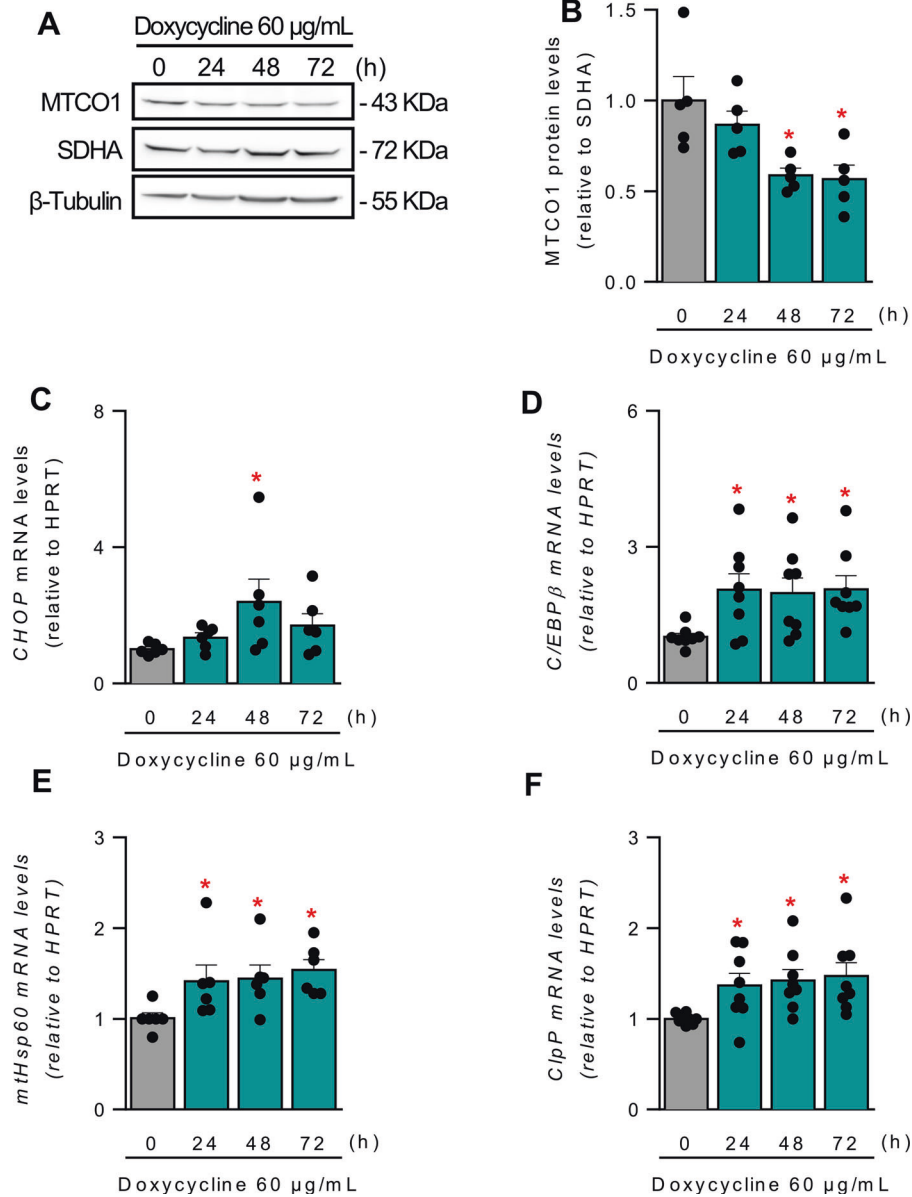 A
Doxycycline 60 µg/mL
0 24 48 72 (h)
MTCO1 - 43 KDa
SDHA - 72 KDa
β-Tubulin - 55 KDa
B
MTCO1 protein levels
(relative to SDHA)
1.5
1.0
0.5
0.0
* *
0 24 48 72 (h)
Doxycycline 60 µg/mL
C
CHOP mRNA levels
(relative to HPRT)
8
4
0
*
0 24 48 72 (h)
Doxycycline 60 µg/mL
D
C/EBPβ mRNA levels
(relative to HPRT)
6
3
0
* * *
0 24 48 72 (h)
Doxycycline 60 µg/mL
E
mtHsp60 mRNA levels
(relative to HPRT)
3
2
1
0
* * *
0 24 48 72 (h)
Doxycycline 60 µg/mL
F
ClpP mRNA levels
(relative to HPRT)
3
2
1
0
* * *
0 24 48 72 (h)
Doxycycline 60 µg/mL